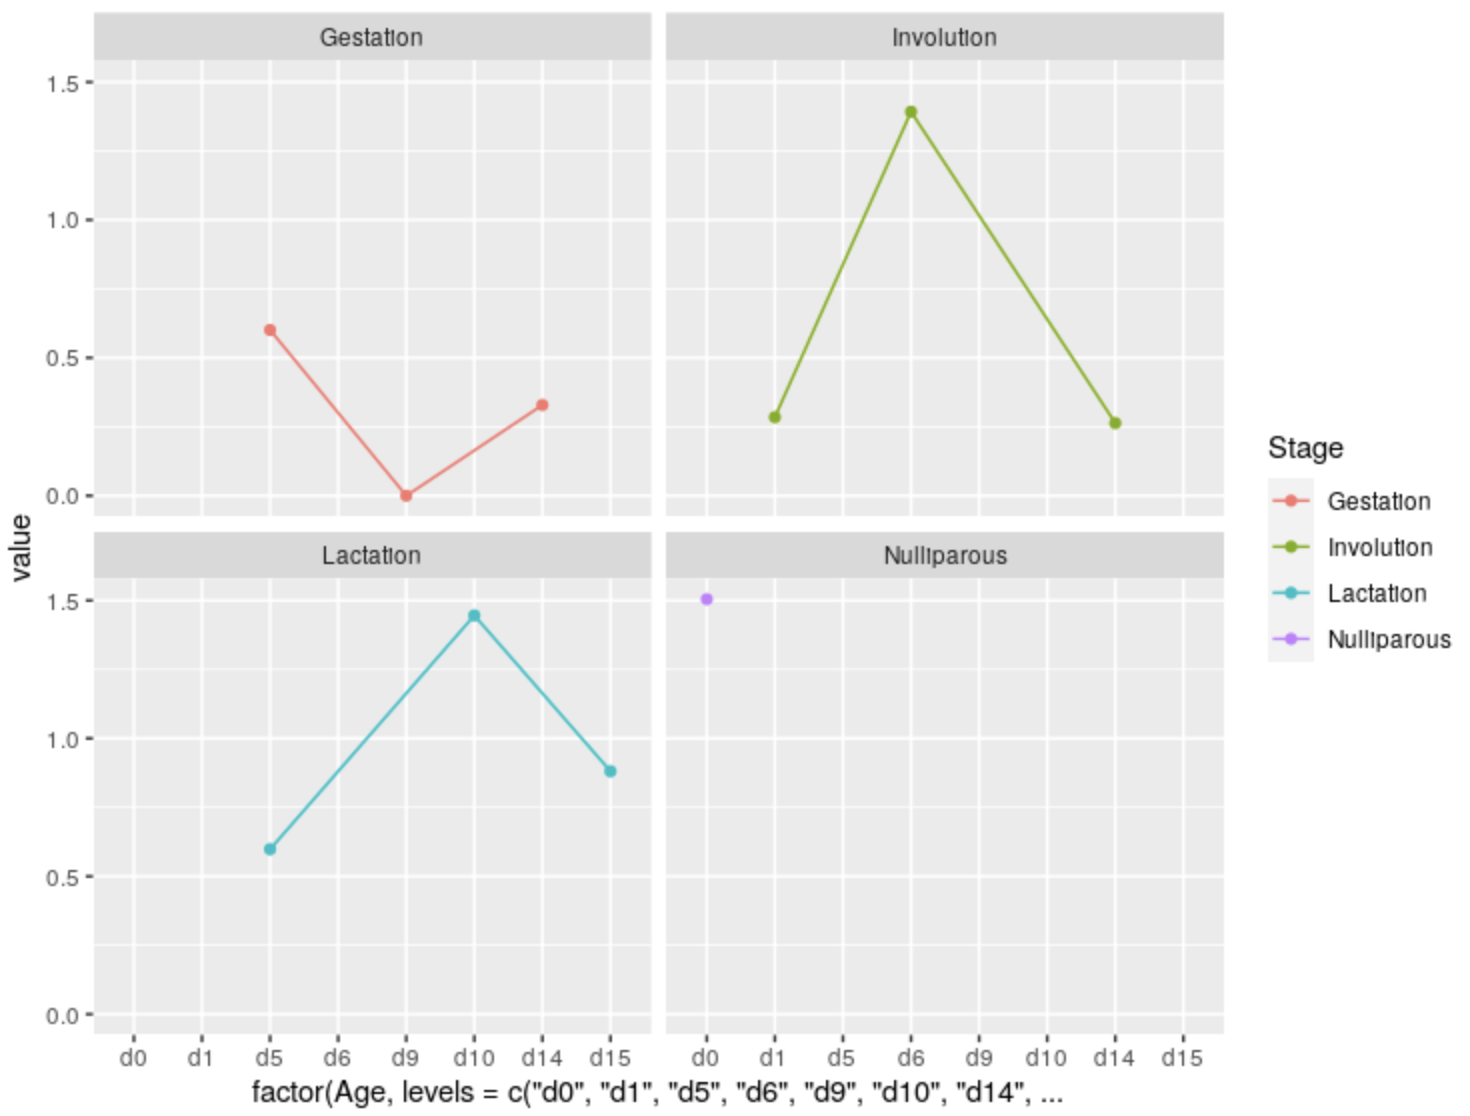 Gestation
Involution
1.5
1.0
0.5
0.0
Lactation
Nulliparous
1.5
1.0
0.5
0.0
d0 d1 d5 d6 d9 d10 d14 d15
d0 d1 d5 d6 d9 d10 d14 d15
factor(Age, levels = c("d0", "d1", "d5", "d6", "d9", "d10", "d14", ...
value
Stage
Gestation
Involution
Lactation
Nulliparous